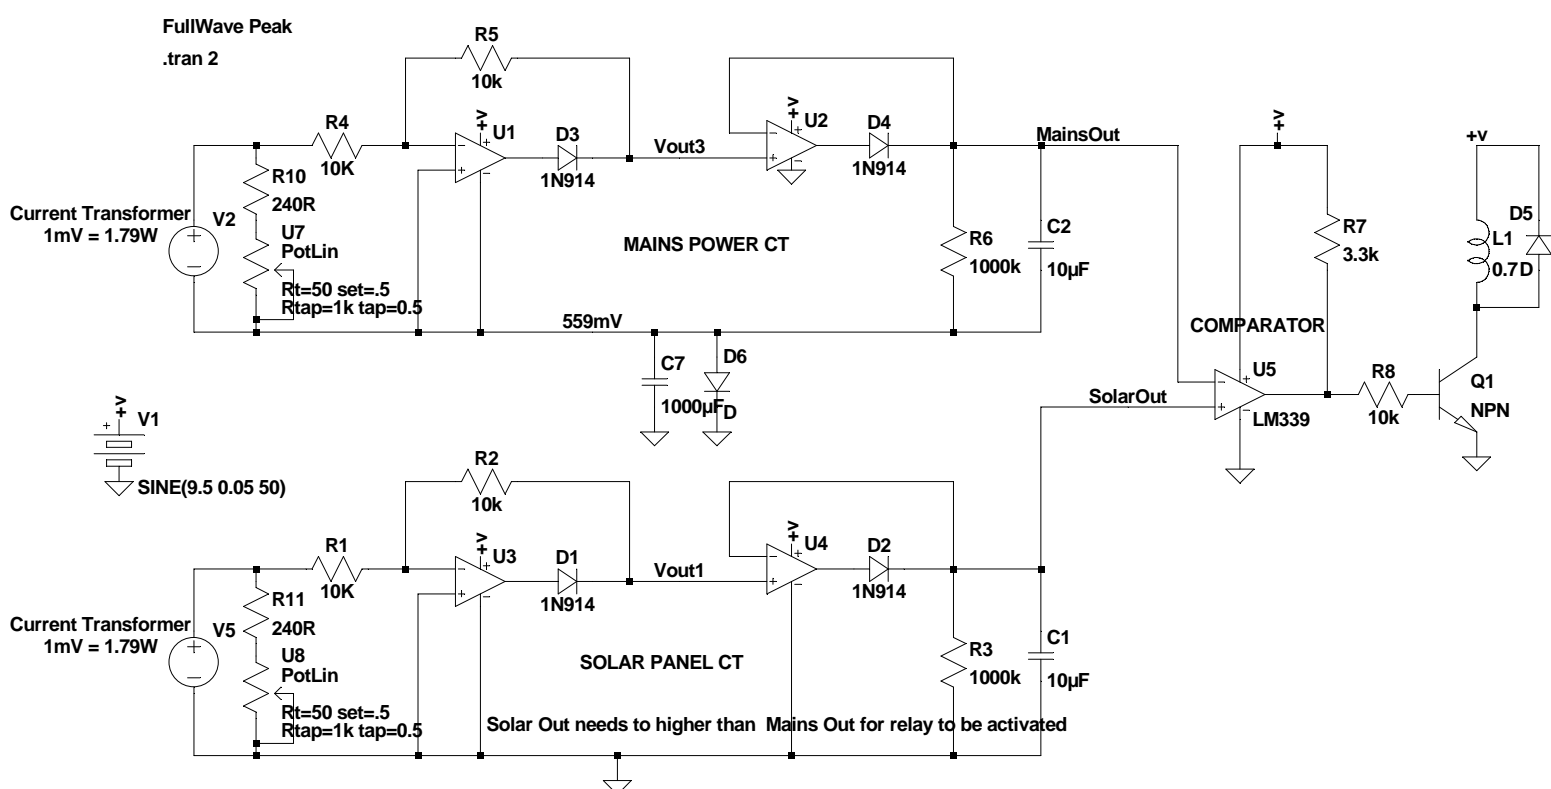 FullWave Peak
.tran 2
R5
10k
R4
10K
+v
U1
D3
1N914
Vout3
+v
U2
D4
1N914
MainsOut
+v
+v
R10
240R
Current Transformer
1mV = 1.79W
V2
U7
PotLin
Rt=50 set=.5
Rtap=1k tap=0.5
MAINS POWER CT
R6
1000k
C2
10µF
R7
3.3k
L1
0.7
D5
D
559mV
C7
1000µF
D6
D
COMPARATOR
U5
LM339
SolarOut
R8
10k
Q1
NPN
+v
V1
SINE(9.5 0.05 50)
R2
10k
R1
10K
+v
U3
D1
1N914
Vout1
+v
U4
D2
1N914
R11
240R
Current Transformer
1mV = 1.79W
V5
U8
PotLin
Rt=50 set=.5
Rtap=1k tap=0.5
SOLAR PANEL CT
R3
1000k
C1
10µF
Solar Out needs to higher than Mains Out for relay to be activated